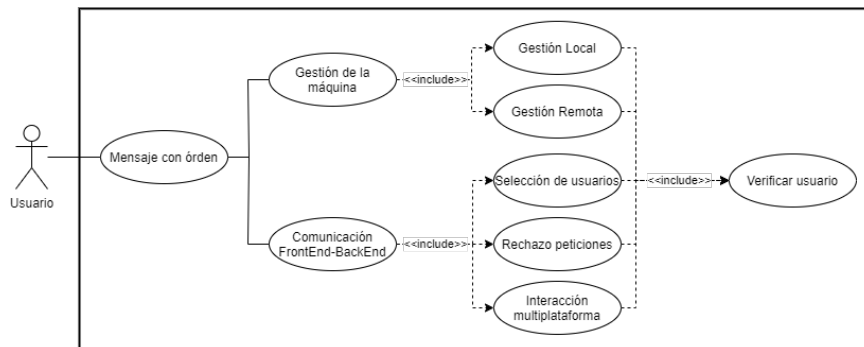 Gestión Local
Gestión de la
máquina
<<include>>
Gestión Remota
Usuario
Mensaje con órden
Selección de usuarios
<<include>>
Verificar usuario
Comunicación
FrontEnd-BackEnd
<<include>>
Rechazo peticiones
Interacción
multiplataforma